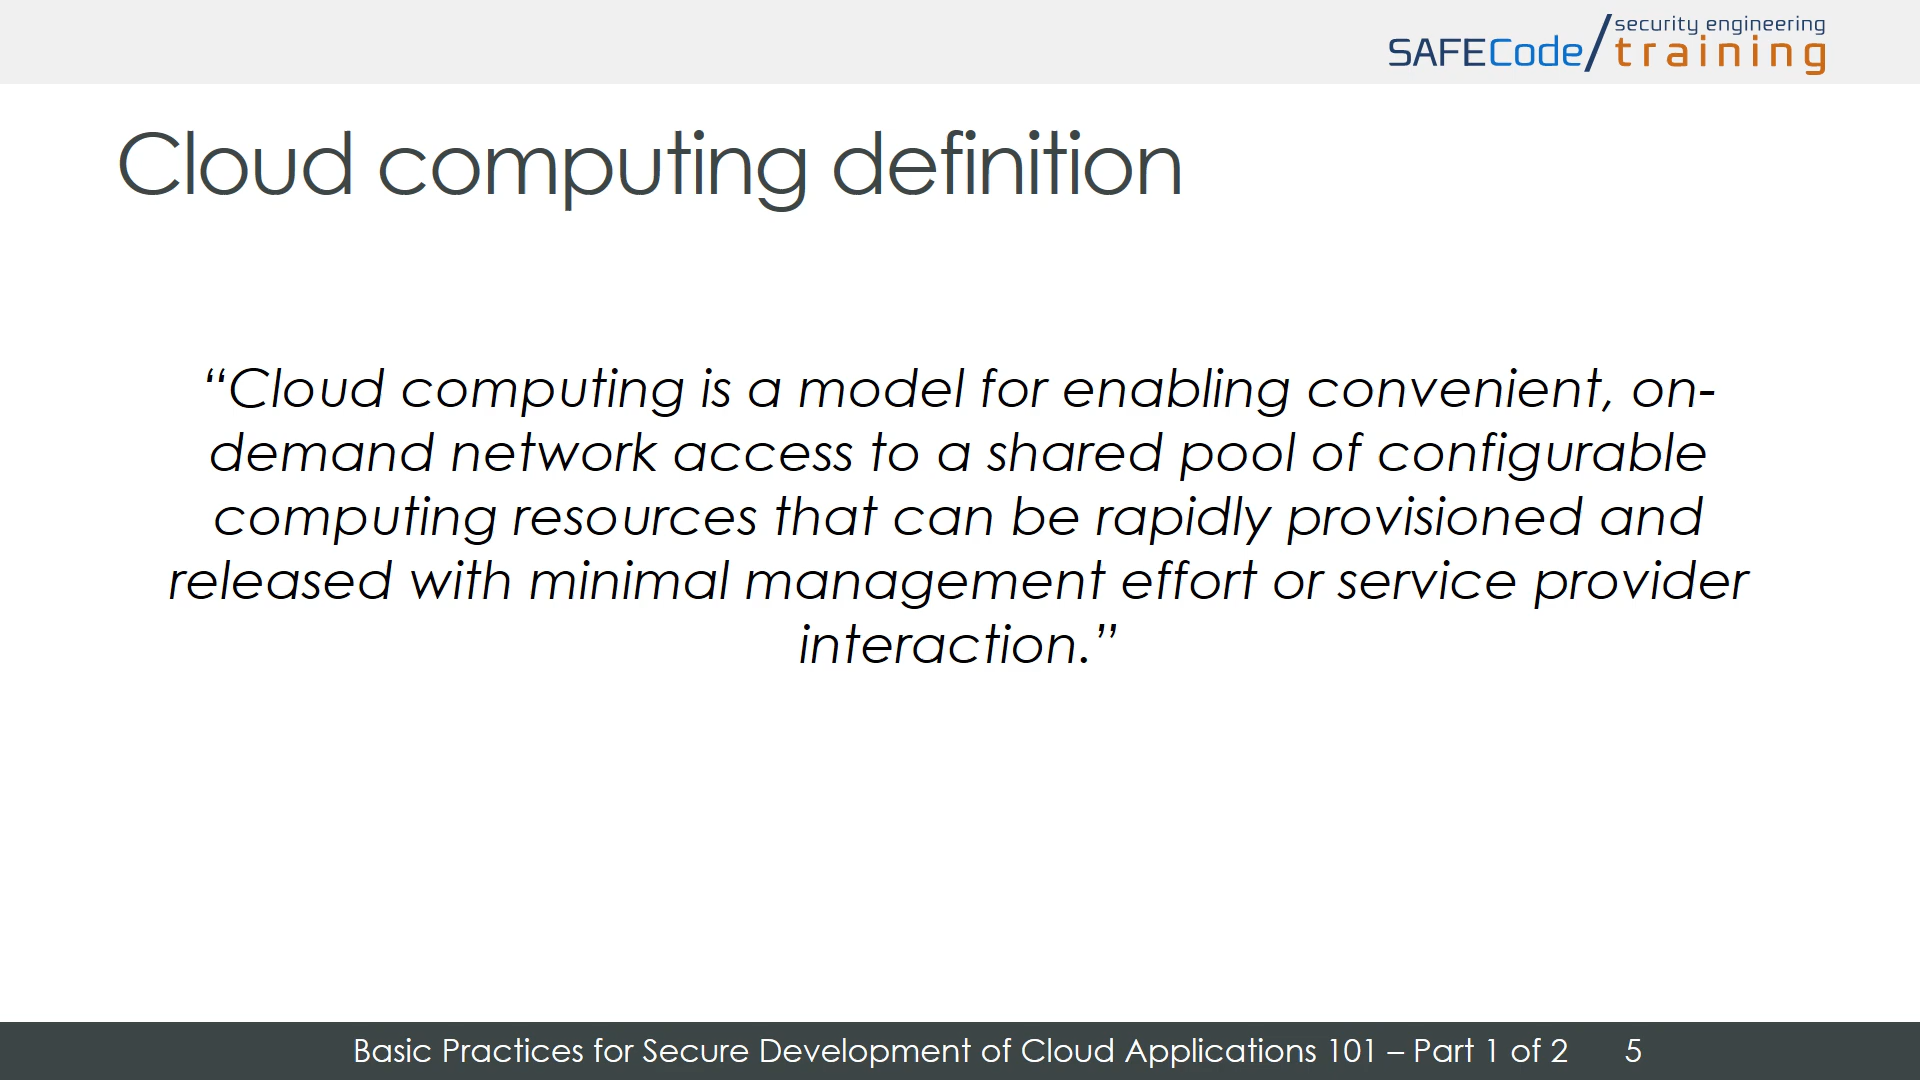 SAFECode/security engineering
training
Cloud computing definition
“Cloud computing is a model for enabling convenient, on-
demand network access to a shared pool of configurable
computing resources that can be rapidly provisioned and
released with minimal management effort or service provider
interaction.”
Basic Practices for Secure Development of Cloud Applications 101 – Part 1 of 2 5